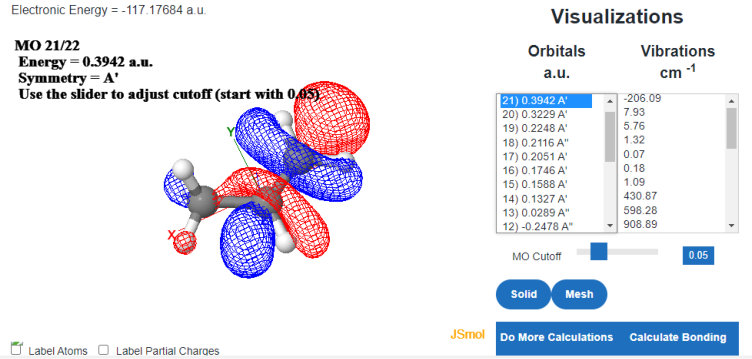 Electronic Energy = -117.17684 a.u.
MO 21/22
Energy = 0.3942 a.u.
Symmetry = A'
Use the slider to adjust cutoff (start with 0.05)
Y
X
Label Atoms
Label Partial Charges
JSmol
Visualizations
Orbitals
a.u.
Vibrations
cm -1
21) 0.3942 A'
20) 0.3229 A'
19) 0.2248 A'
18) 0.2116 A"
17) 0.2051 A'
16) 0.1746 A'
15) 0.1588 A'
14) 0.1327 A'
13) 0.0289 A"
12) -0.2478 A"
-206.09
7.93
5.76
1.32
0.07
0.18
1.09
430.87
598.28
908.89
MO Cutoff
0.05
Solid
Mesh
Do More Calculations
Calculate Bonding